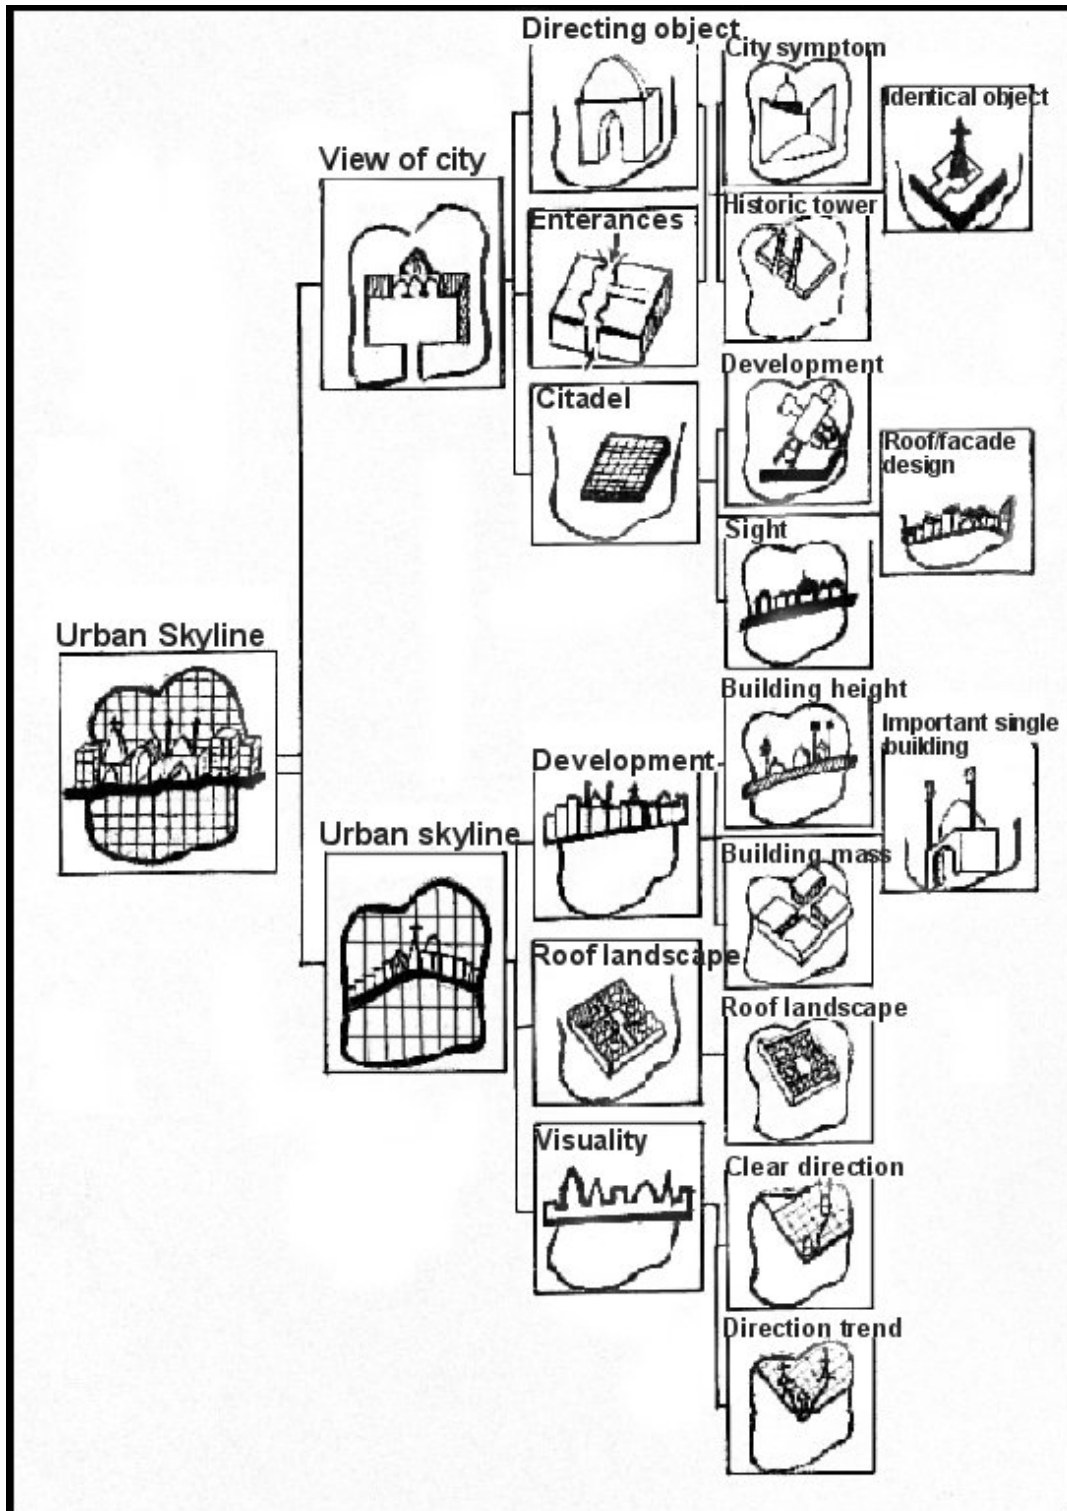 Directing object
City symptom
Identical object
View of city
Historic tower
Enterances
Development
Citadel
Roof/facade
design
Sight
Urban Skyline
Building height
Important single
building
Development
Urban skyline
Building mass
Roof landscape
Roof landscape
Visuality
Clear direction
Direction trend